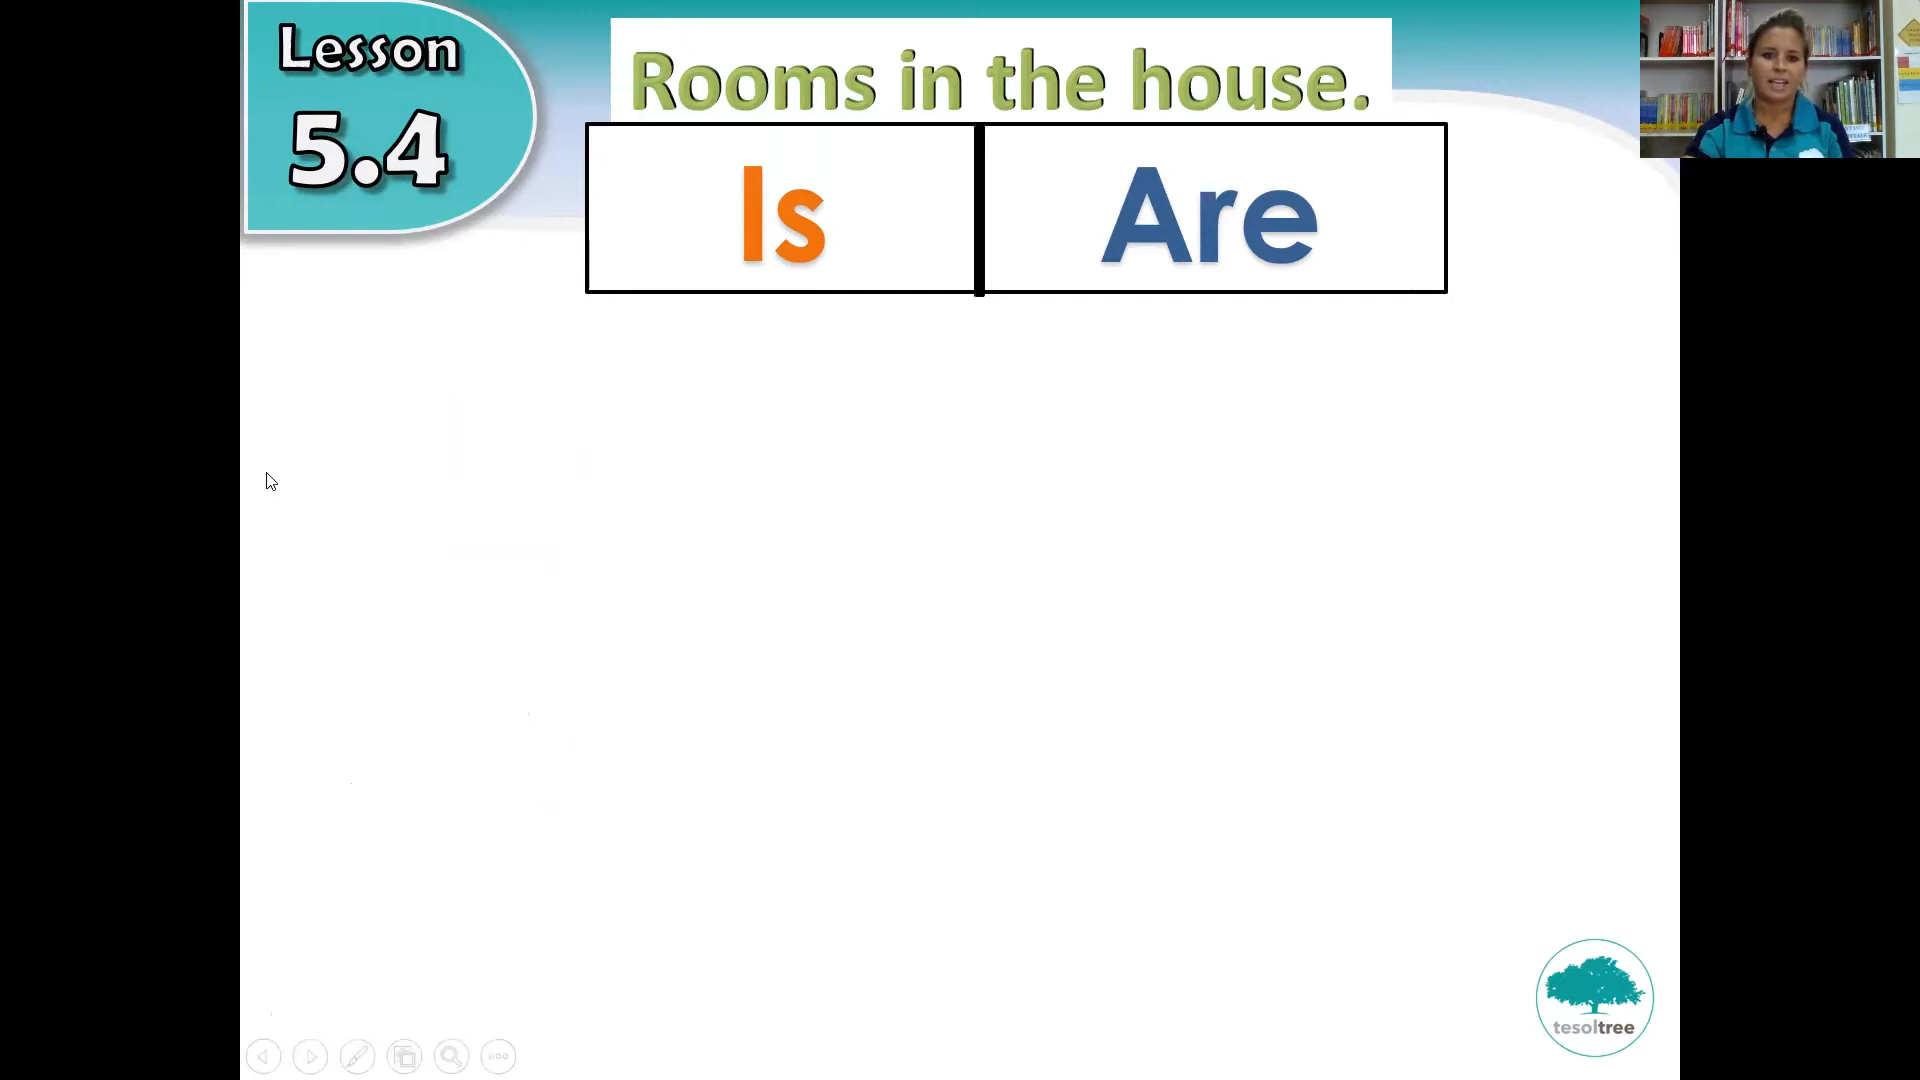 Lesson
5.4
Rooms in the house.
Is
Are
tesoltree